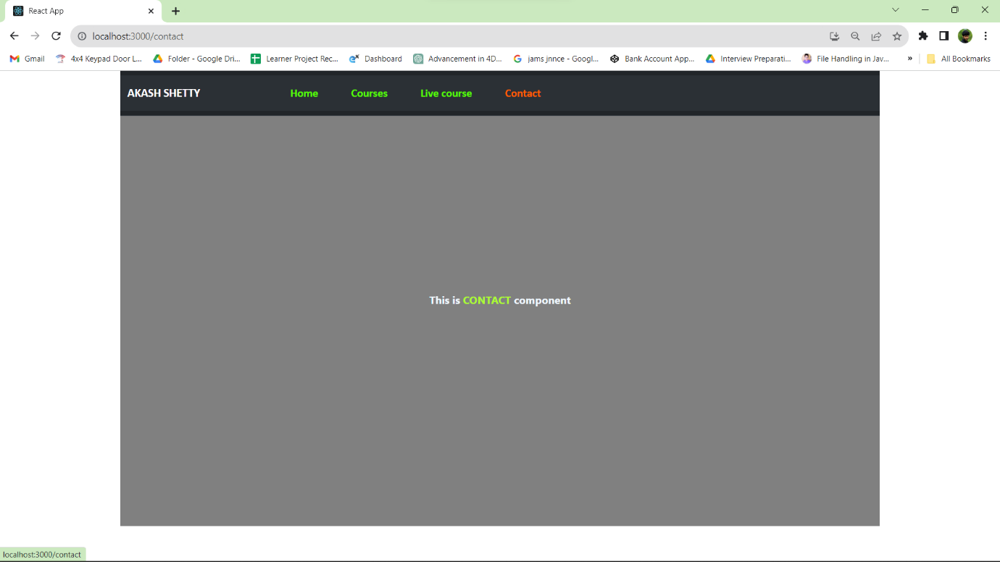 React App
localhost:3000/contact
Gmail 4x4 Keypad Door L... Folder - Google Dri... Learner Project Rec... Dashboard Advancement in 4D... jams jnnce - Googl... Bank Account App... Interview Preparati... File Handling in Jav... » All Bookmarks
AKASH SHETTY Home Courses Live course Contact
This is CONTACT component
localhost:3000/contact